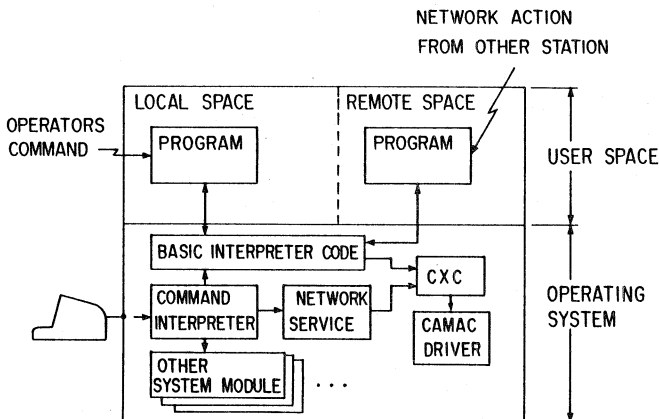 NETWORK ACTION
FROM OTHER STATION
LOCAL SPACE
REMOTE SPACE
OPERATORS
COMMAND
PROGRAM
PROGRAM
USER SPACE
BASIC INTERPRETER CODE
CXC
COMMAND
INTERPRETER
NETWORK
SERVICE
OPERATING
SYSTEM
CAMAC
DRIVER
OTHER
SYSTEM MODULE
...